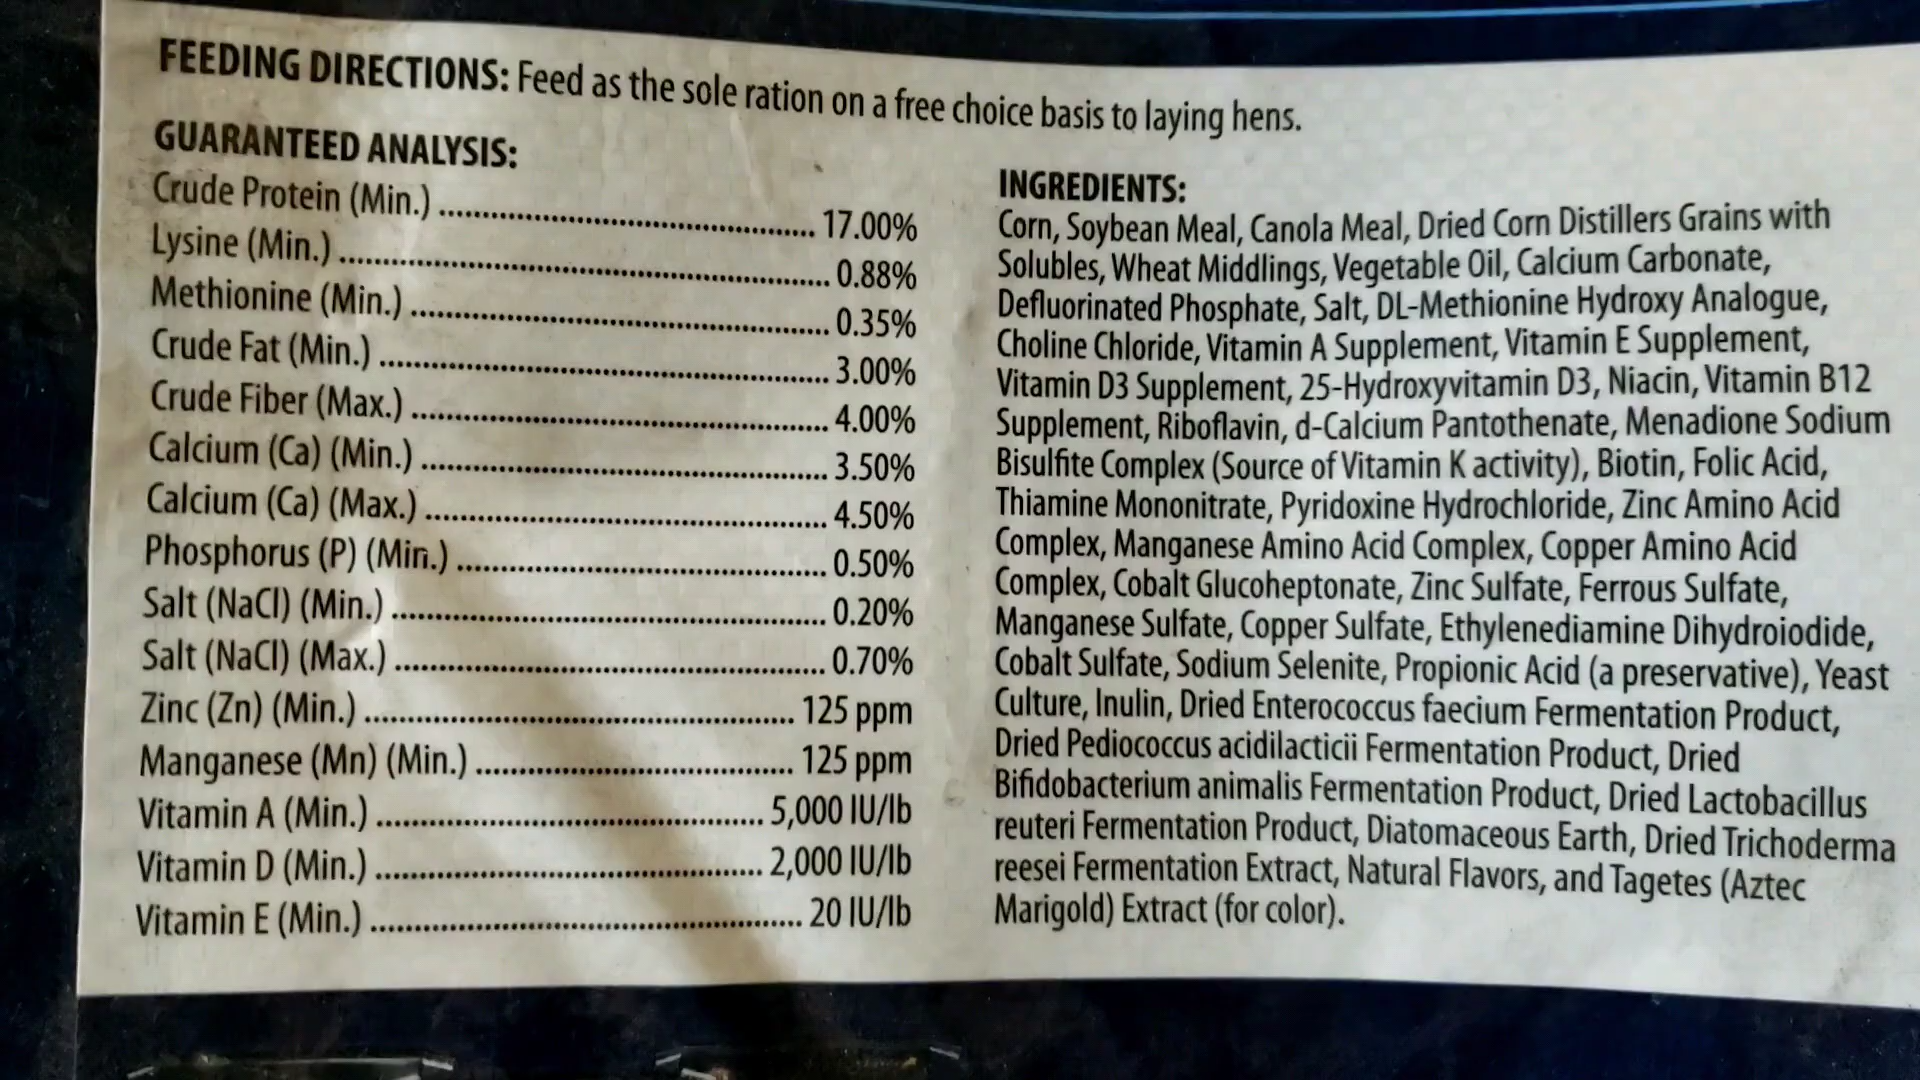 FEEDING DIRECTIONS: Feed as the sole ration on a free choice basis to laying hens.
GUARANTEED ANALYSIS:
Crude Protein (Min.) ........................................ 17.00%
Lysine (Min.) ........................................ 0.88%
Methionine (Min.) ........................................ 0.35%
Crude Fat (Min.) ........................................ 3.00%
Crude Fiber (Max.) ........................................ 4.00%
Calcium (Ca) (Min.) ........................................ 3.50%
Calcium (Ca) (Max.) ........................................ 4.50%
Phosphorus (P) (Min.) ........................................ 0.50%
Salt (NaCl) (Min.) ........................................ 0.20%
Salt (NaCl) (Max.) ........................................ 0.70%
Zinc (Zn) (Min.) ........................................ 125 ppm
Manganese (Mn) (Min.) ........................................ 125 ppm
Vitamin A (Min.) ........................................ 5,000 IU/lb
Vitamin D (Min.) ........................................ 2,000 IU/lb
Vitamin E (Min.) ........................................ 20 IU/lb
INGREDIENTS:
Corn, Soybean Meal, Canola Meal, Dried Corn Distillers Grains with
Solubles, Wheat Middlings, Vegetable Oil, Calcium Carbonate,
Defluorinated Phosphate, Salt, DL-Methionine Hydroxy Analogue,
Choline Chloride, Vitamin A Supplement, Vitamin E Supplement,
Vitamin D3 Supplement, 25-Hydroxyvitamin D3, Niacin, Vitamin B12
Supplement, Riboflavin, d-Calcium Pantothenate, Menadione Sodium
Bisulfite Complex (Source of Vitamin K activity), Biotin, Folic Acid,
Thiamine Mononitrate, Pyridoxine Hydrochloride, Zinc Amino Acid
Complex, Manganese Amino Acid Complex, Copper Amino Acid
Complex, Cobalt Glucoheptonate, Zinc Sulfate, Ferrous Sulfate,
Manganese Sulfate, Copper Sulfate, Ethylenediamine Dihydroiodide,
Cobalt Sulfate, Sodium Selenite, Propionic Acid (a preservative), Yeast
Culture, Inulin, Dried Enterococcus faecium Fermentation Product,
Dried Pediococcus acidilacticii Fermentation Product, Dried
Bifidobacterium animalis Fermentation Product, Dried Lactobacillus
reuteri Fermentation Product, Diatomaceous Earth, Dried Trichoderma
reesei Fermentation Extract, Natural Flavors, and Tagetes (Aztec
Marigold) Extract (for color).